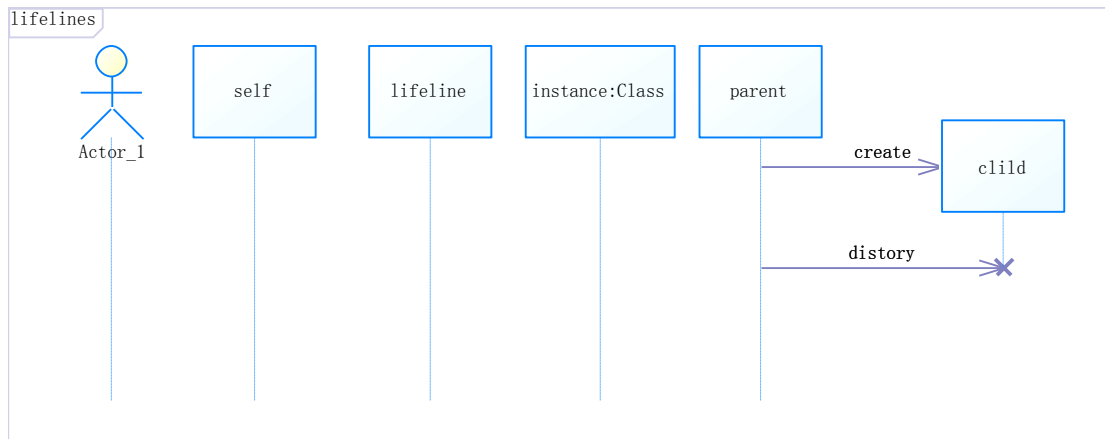 lifelines
Actor_1
self
lifeline
instance:Class
parent
create
clild
distory